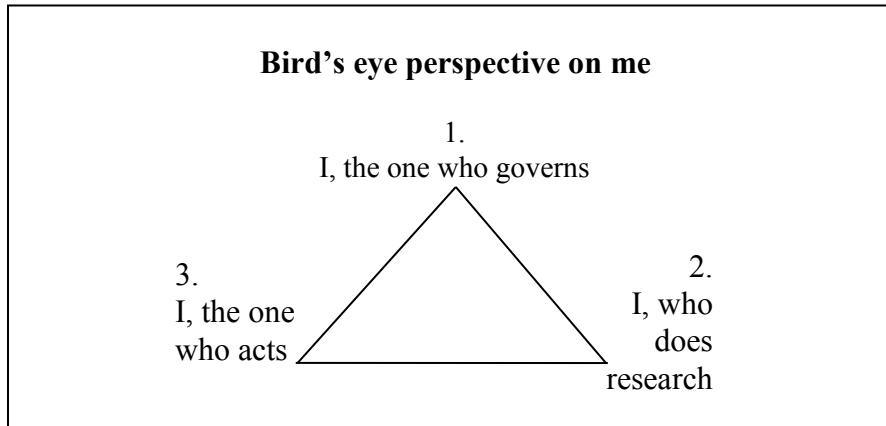 Bird’s eye perspective on me
1.
I, the one who governs
3.
I, the one
who acts
2.
I, who
does
research